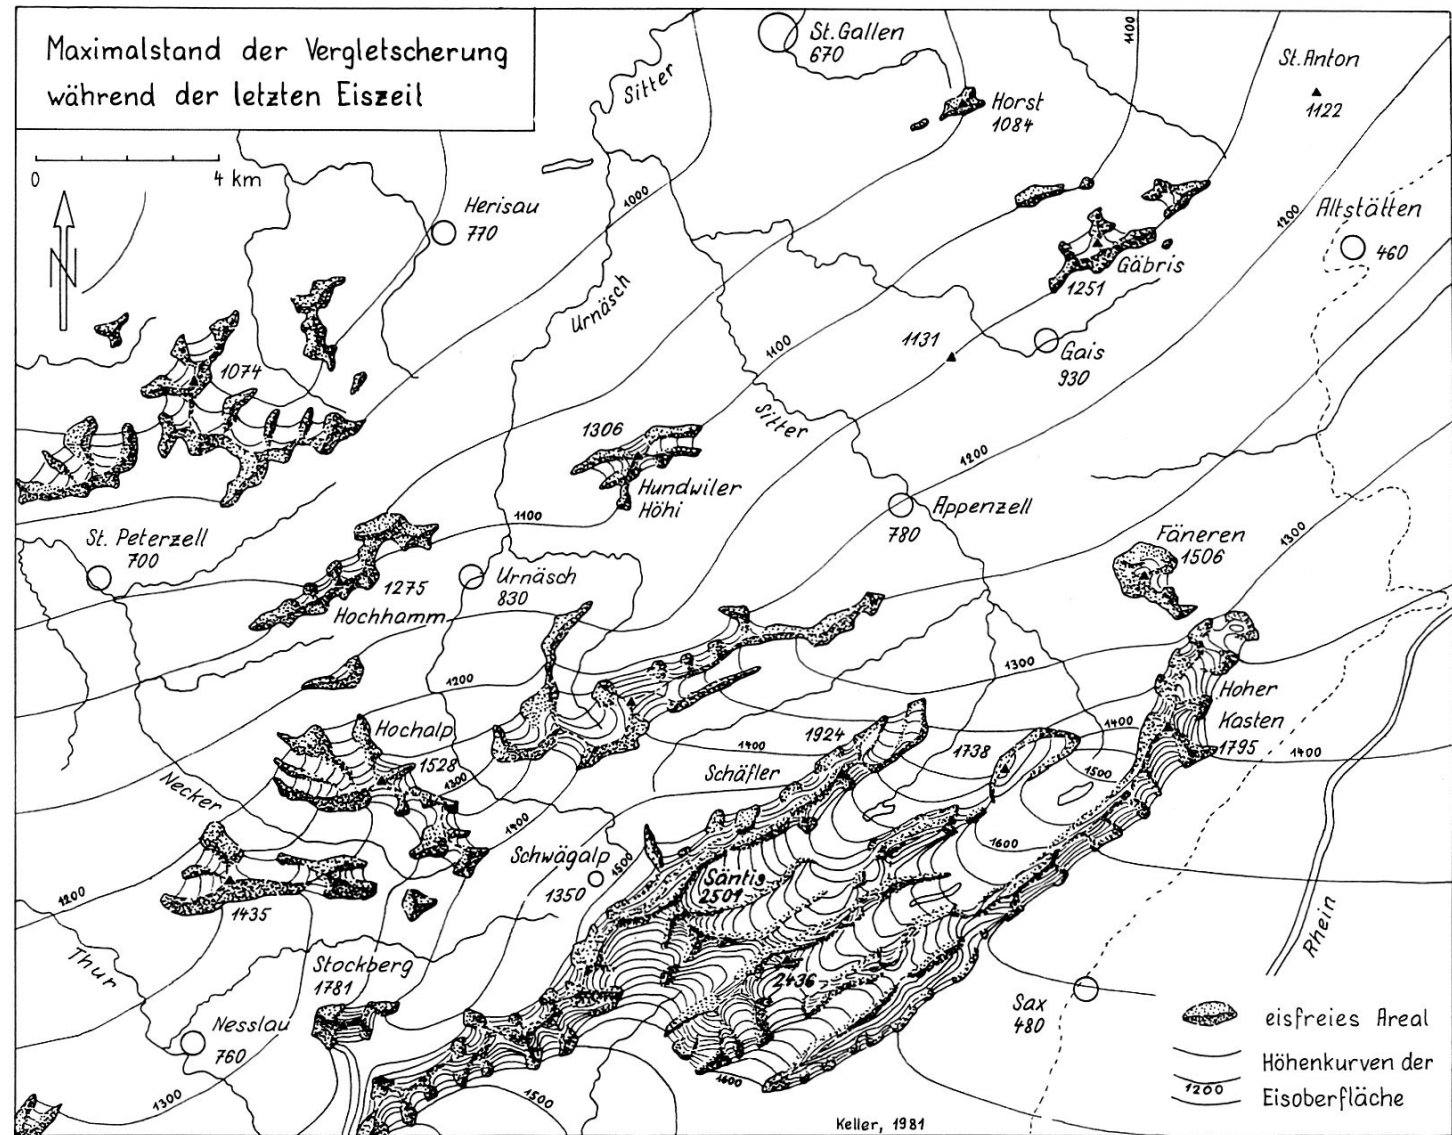 Maximalstand der Vergletscherung
während der letzten Eiszeit
0 4 km
N
St. Gallen
670
Sitter
Horst
1084
1100
St. Anton
1122
Herisau
770
1000
1200
Altstätten
460
Gäbris
1251
Urnäsch
1131
Gais
930
1100
1074
Sitter
1306
Hundwiler
Höhi
1200
1100
Appenzell
780
Fäneren
1506
1300
St. Peterzell
700
1275
Hochhamm
Urnäsch
830
1300
1200
Hoher
Kasten
1795
Hochalp
1528
1300
1400
1924
Schäfler
1738
1400
1500
1400
Necker
1400
Schwägalp
1350
1500
Säntis
2501
1600
1200
1435
Thur
Stockberg
1781
2436
Rhein
Sax
480
Nesslau
760
1300
1500
1600
eisfreies Areal
Höhenkurven der
1200 Eisoberfläche
Keller, 1981